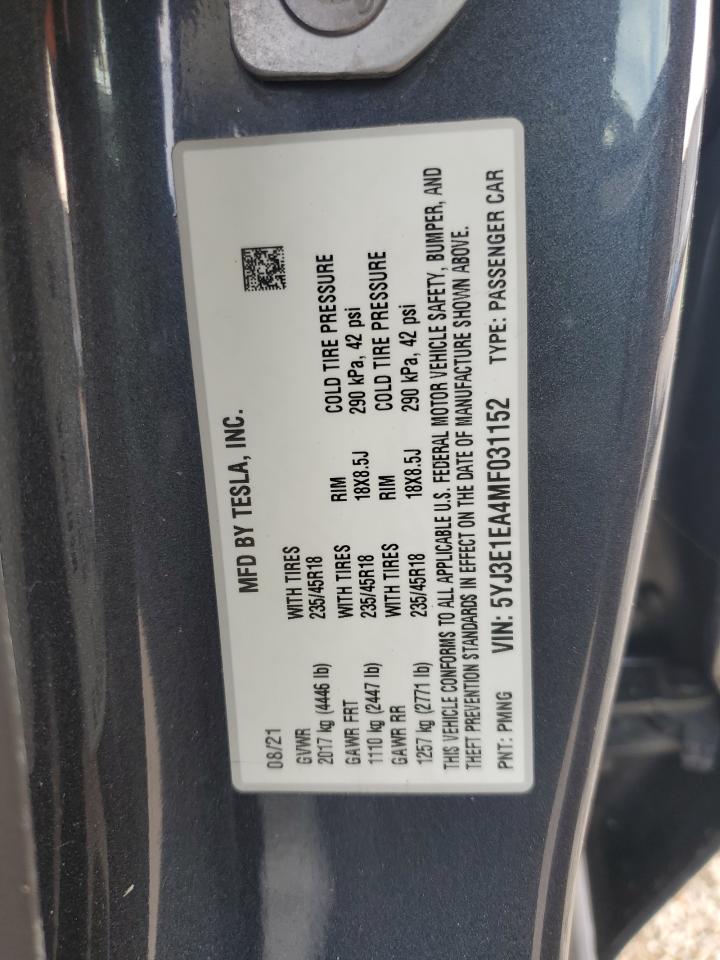 MFD BY TESLA, INC.
08/21
GVWR WITH TIRES
2017 kg (4446 lb) 235/45R18 RIM COLD TIRE PRESSURE
GAWR FRT WITH TIRES 18X8.5J 290 kPa, 42 psi
1110 kg (2447 lb) 235/45R18 RIM COLD TIRE PRESSURE
GAWR RR WITH TIRES 18X8.5J 290 kPa, 42 psi
1257 kg (2771 lb) 235/45R18
THIS VEHICLE CONFORMS TO ALL APPLICABLE U.S. FEDERAL MOTOR VEHICLE SAFETY, BUMPER, AND
THEFT PREVENTION STANDARDS IN EFFECT ON THE DATE OF MANUFACTURE SHOWN ABOVE.
PNT: PMNG VIN: 5YJ3E1EA4MF031152 TYPE: PASSENGER CAR